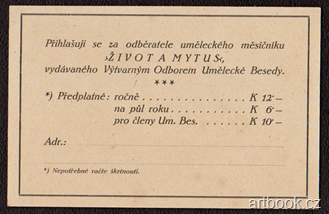 Přihlašuji se za odběratele uměleckého měsíčníku
»ŽIVOT A MYTUS«,
vydávaného Výtvarným Odborem Umělecké Besedy.
***
*) Předplatné: ročně . . . . . . . . . . . . . . K 12·—
na půl roku . . . . . . . . . . K 6·—
pro členy Um. Bes. . . . . . . . K 10·—
Adr.:
*) Nepotřebné račte škrtnouti.
artbook.cz